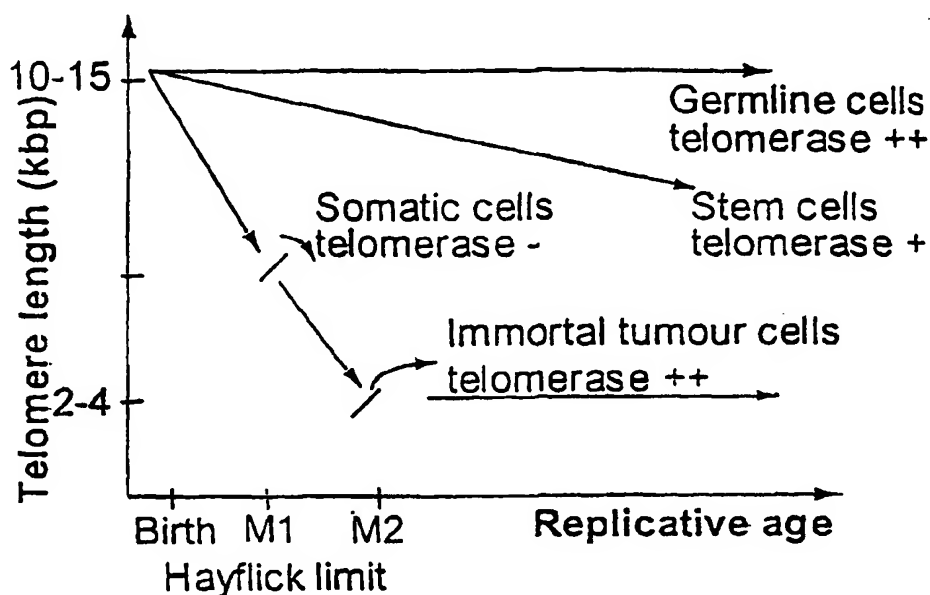 Telomere length (kbp)
10-15
2-4
Germline cells
telomerase ++
Stem cells
telomerase +
Somatic cells
telomerase -
Immortal tumour cells
telomerase ++
Birth M1 M2 Replicative age
Hayflick limit